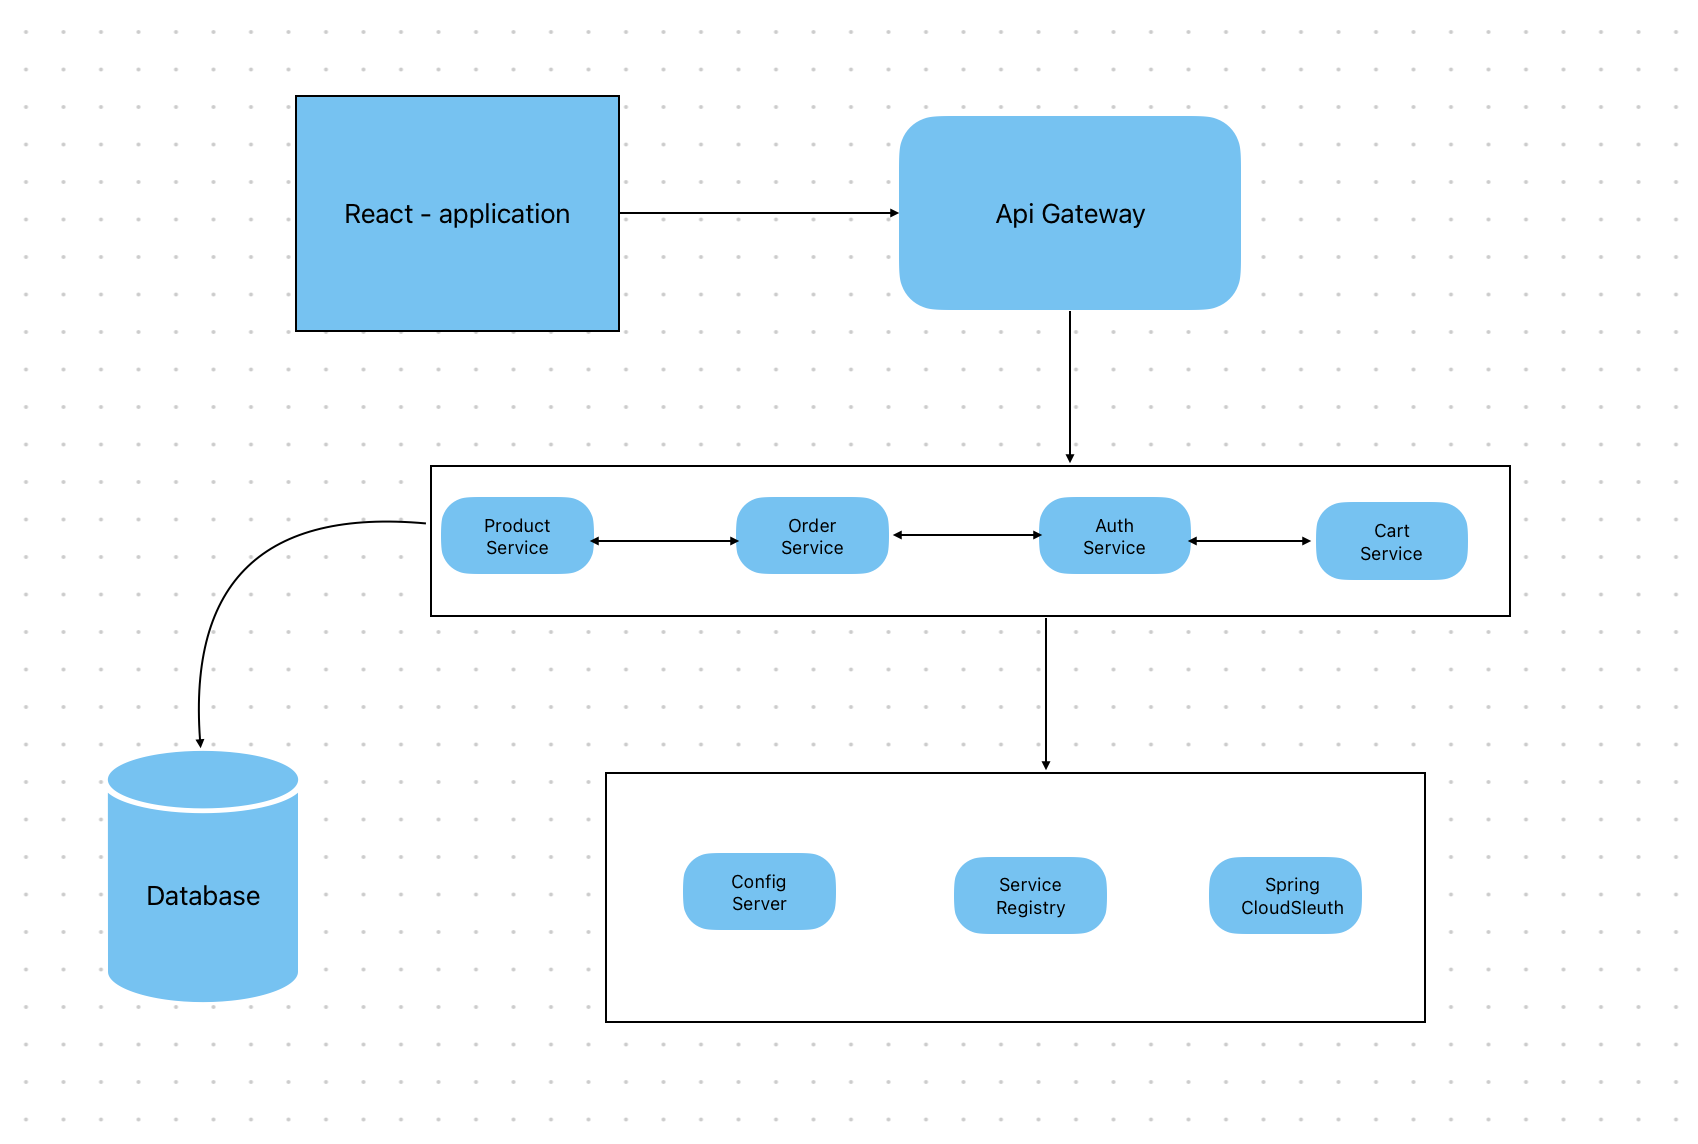 React - application
Api Gateway
Product
Service
Order
Service
Auth
Service
Cart
Service
Database
Config
Server
Service
Registry
Spring
CloudSleuth